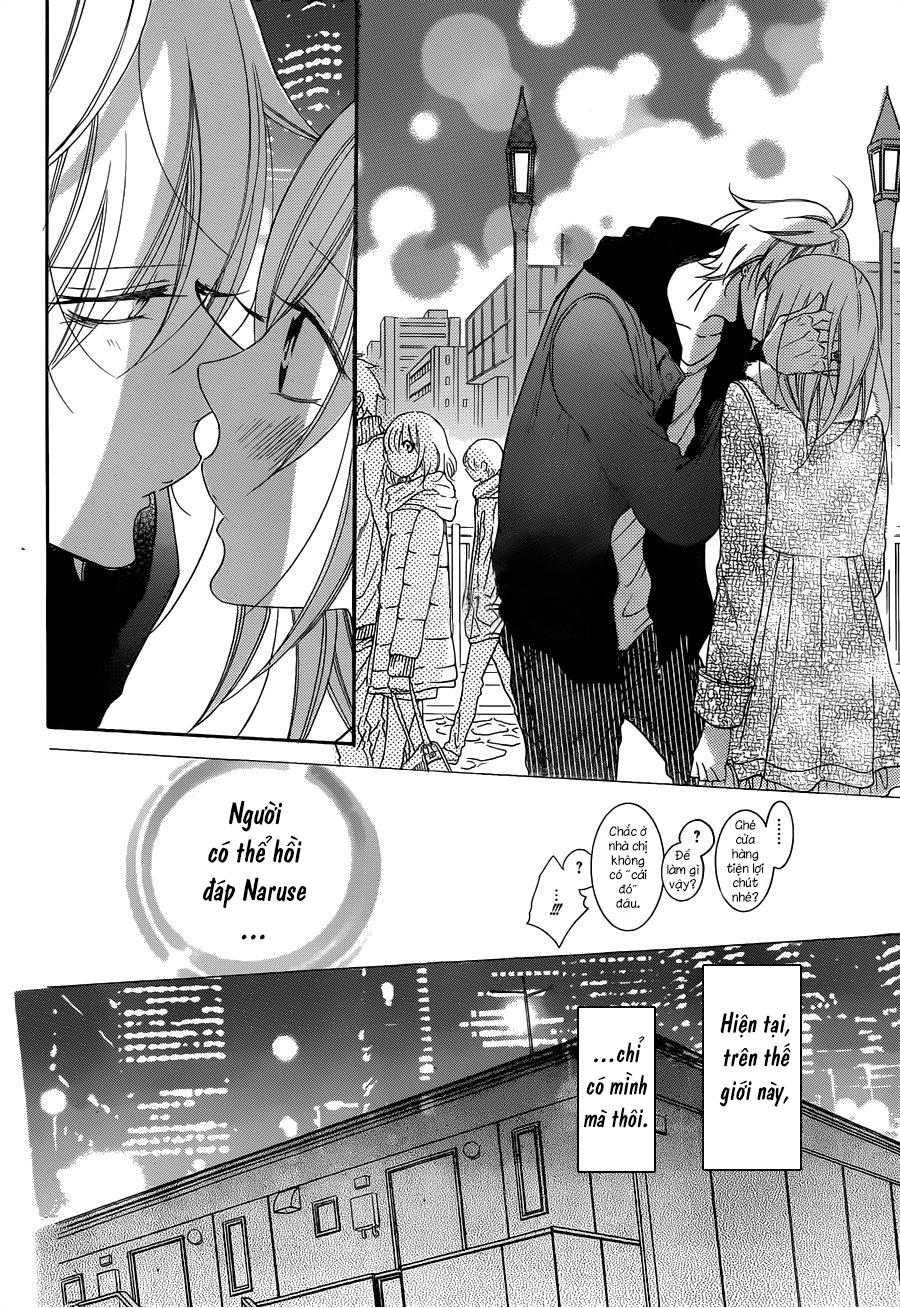 ......
Ghé
cửa
hàng
tiện lợi
chút
nhé?
?
Để
làm gì
vậy?
Chắc ở
nhà chị
không
có "cái
đó"
đâu.
?
...
!!!
Người
có thể hồi
đáp Naruse
...
Hiện tại,
trên thế
giới này,
...chỉ
có mình
mà thôi.